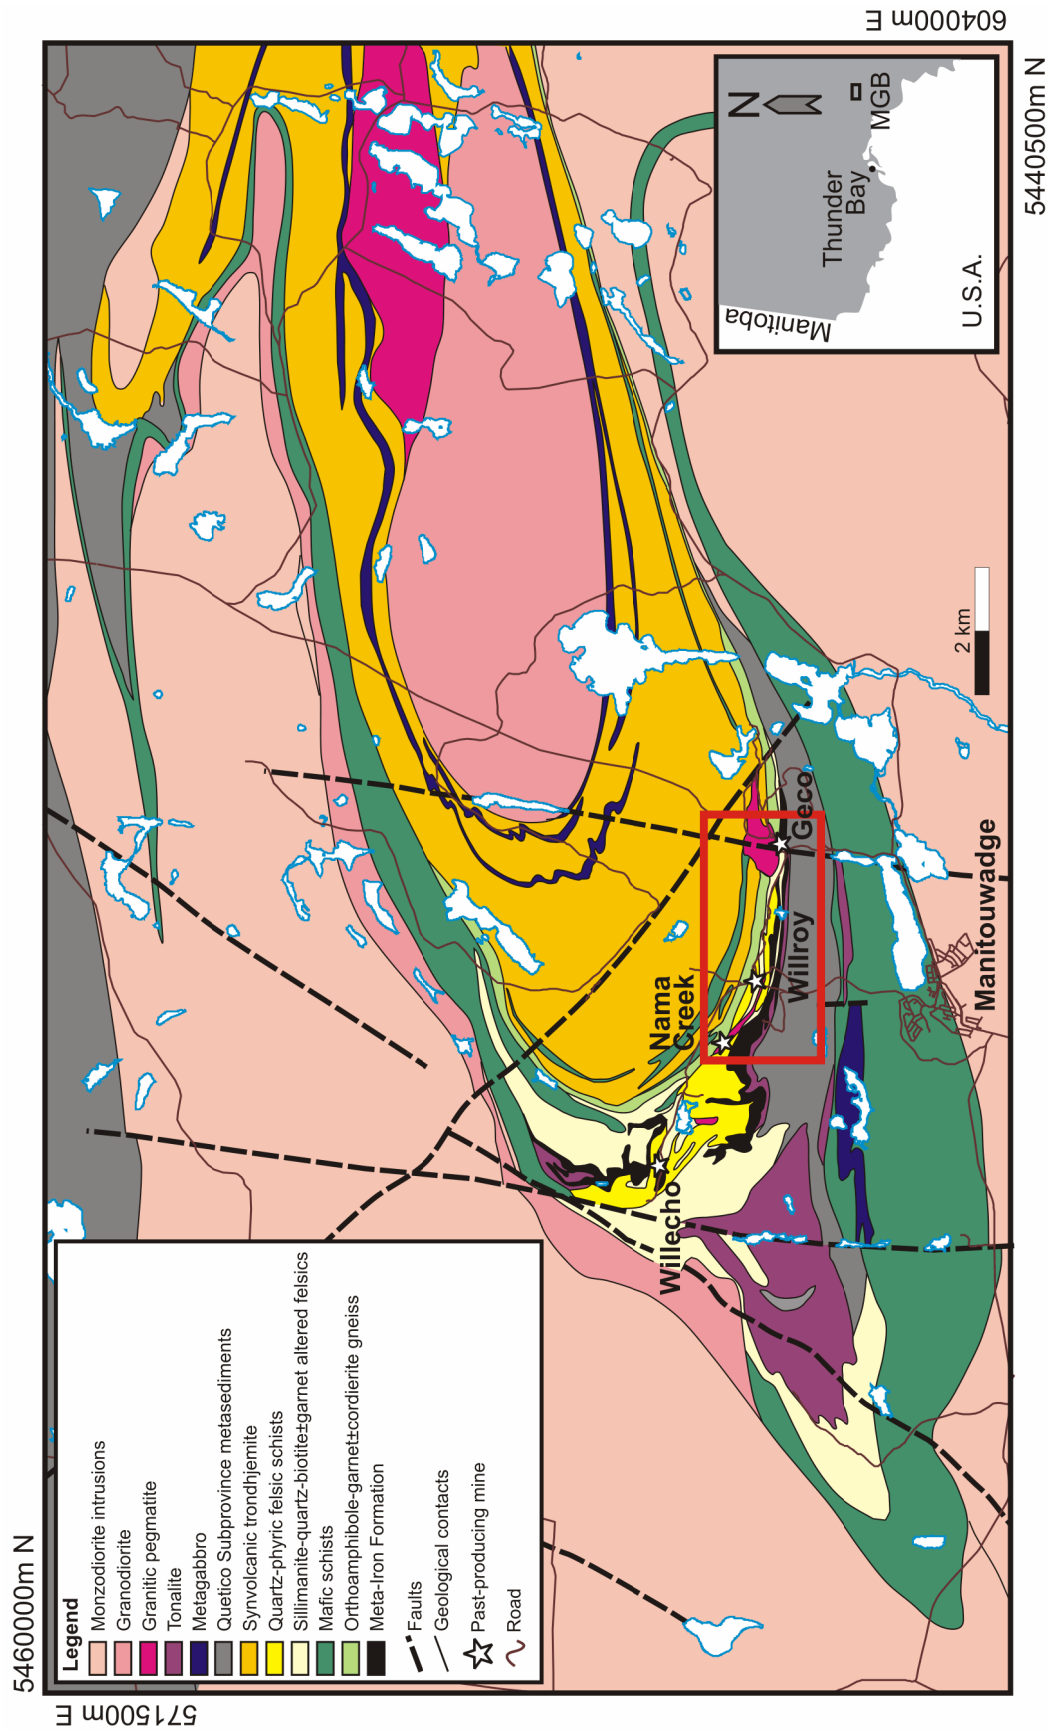 5460000m N
571500m E
604000m E
5440500m N
Legend
Monzodiorite intrusions
Granodiorite
Granitic pegmatite
Tonalite
Metagabbro
Quetico Subprovince metasediments
Synvolcanic trondhjemite
Quartz-phyric felsic schists
Sillimanite-quartz-biotite±garnet altered felsics
Mafic schists
Orthoamphibole-garnet±cordierite gneiss
Meta-Iron Formation
Faults
Geological contacts
Past-producing mine
Road
Willecho
Nama
Creek
Willroy
Geco
Manitouwadge
2 km
N
MGB
Thunder
Bay
Manitoba
U.S.A.